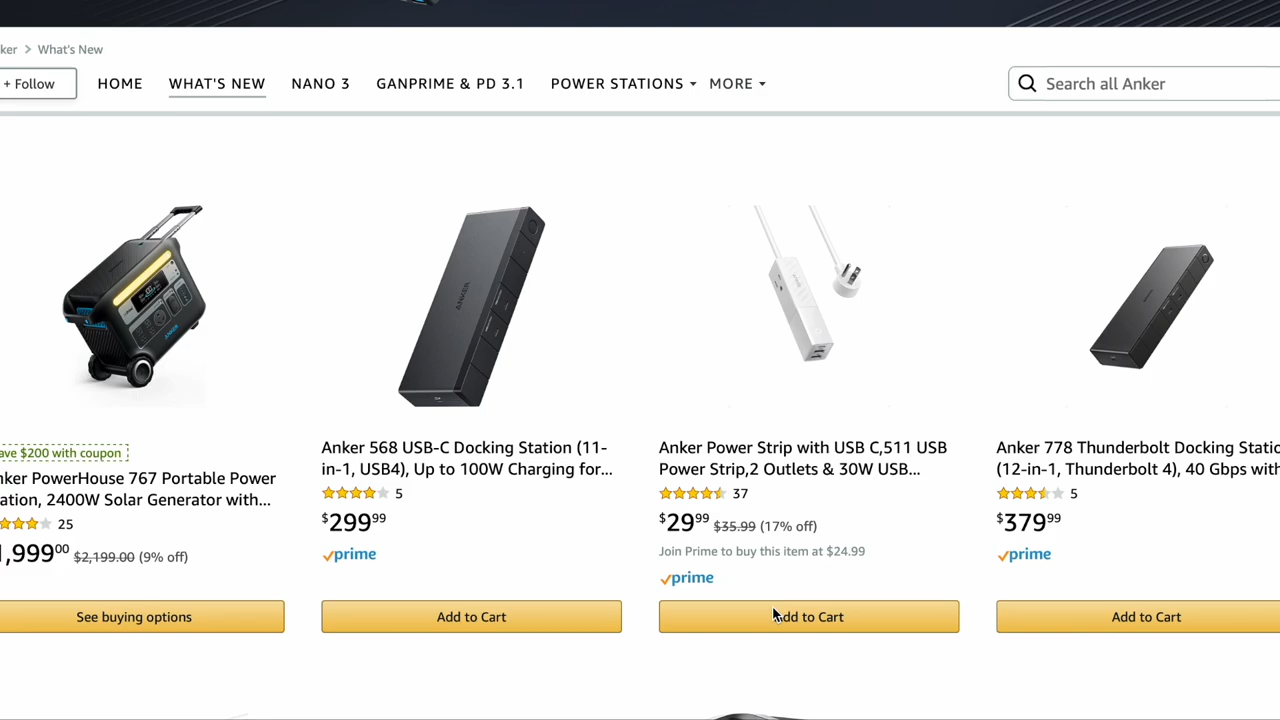 ker > What's New
+ Follow
HOME
WHAT'S NEW
NANO 3
GANPRIME & PD 3.1
POWER STATIONS
MORE
Search all Anker
ANKER
ANKER
ave $200 with coupon
nker PowerHouse 767 Portable Power
ation, 2400W Solar Generator with...
25
1,999⁰⁰ $2,199.00 (9% off)
See buying options
Anker 568 USB-C Docking Station (11-
in-1, USB4), Up to 100W Charging for...
5
$299⁹⁹
prime
Add to Cart
Anker Power Strip with USB C,511 USB
Power Strip,2 Outlets & 30W USB...
37
$29⁹⁹ $35.99 (17% off)
Join Prime to buy this item at $24.99
prime
Add to Cart
Anker 778 Thunderbolt Docking Statio
(12-in-1, Thunderbolt 4), 40 Gbps with
5
$379⁹⁹
prime
Add to Cart